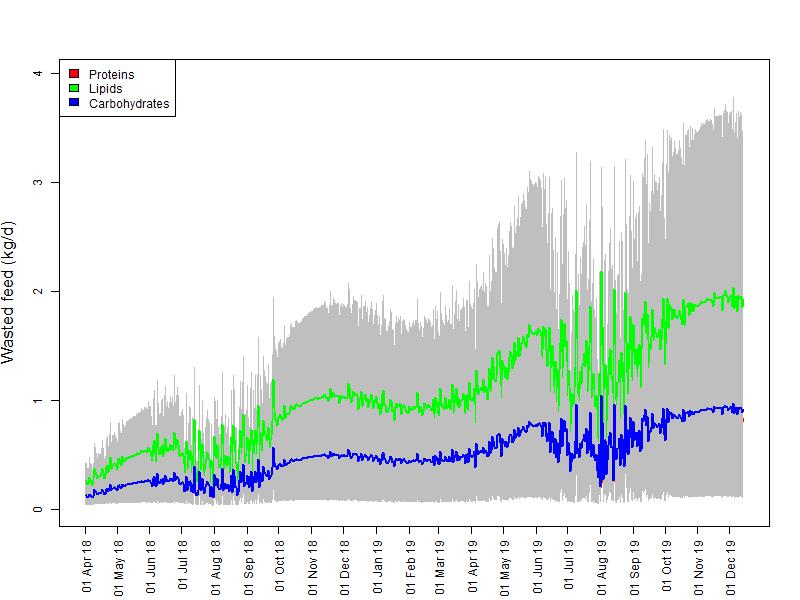 Proteins
Lipids
Carbohydrates
Wasted feed (kg/d)
4
3
2
1
0
01 Apr 18
01 May 18
01 Jun 18
01 Jul 18
01 Aug 18
01 Sep 18
01 Oct 18
01 Nov 18
01 Dec 18
01 Jan 19
01 Feb 19
01 Mar 19
01 Apr 19
01 May 19
01 Jun 19
01 Jul 19
01 Aug 19
01 Sep 19
01 Oct 19
01 Nov 19
01 Dec 19